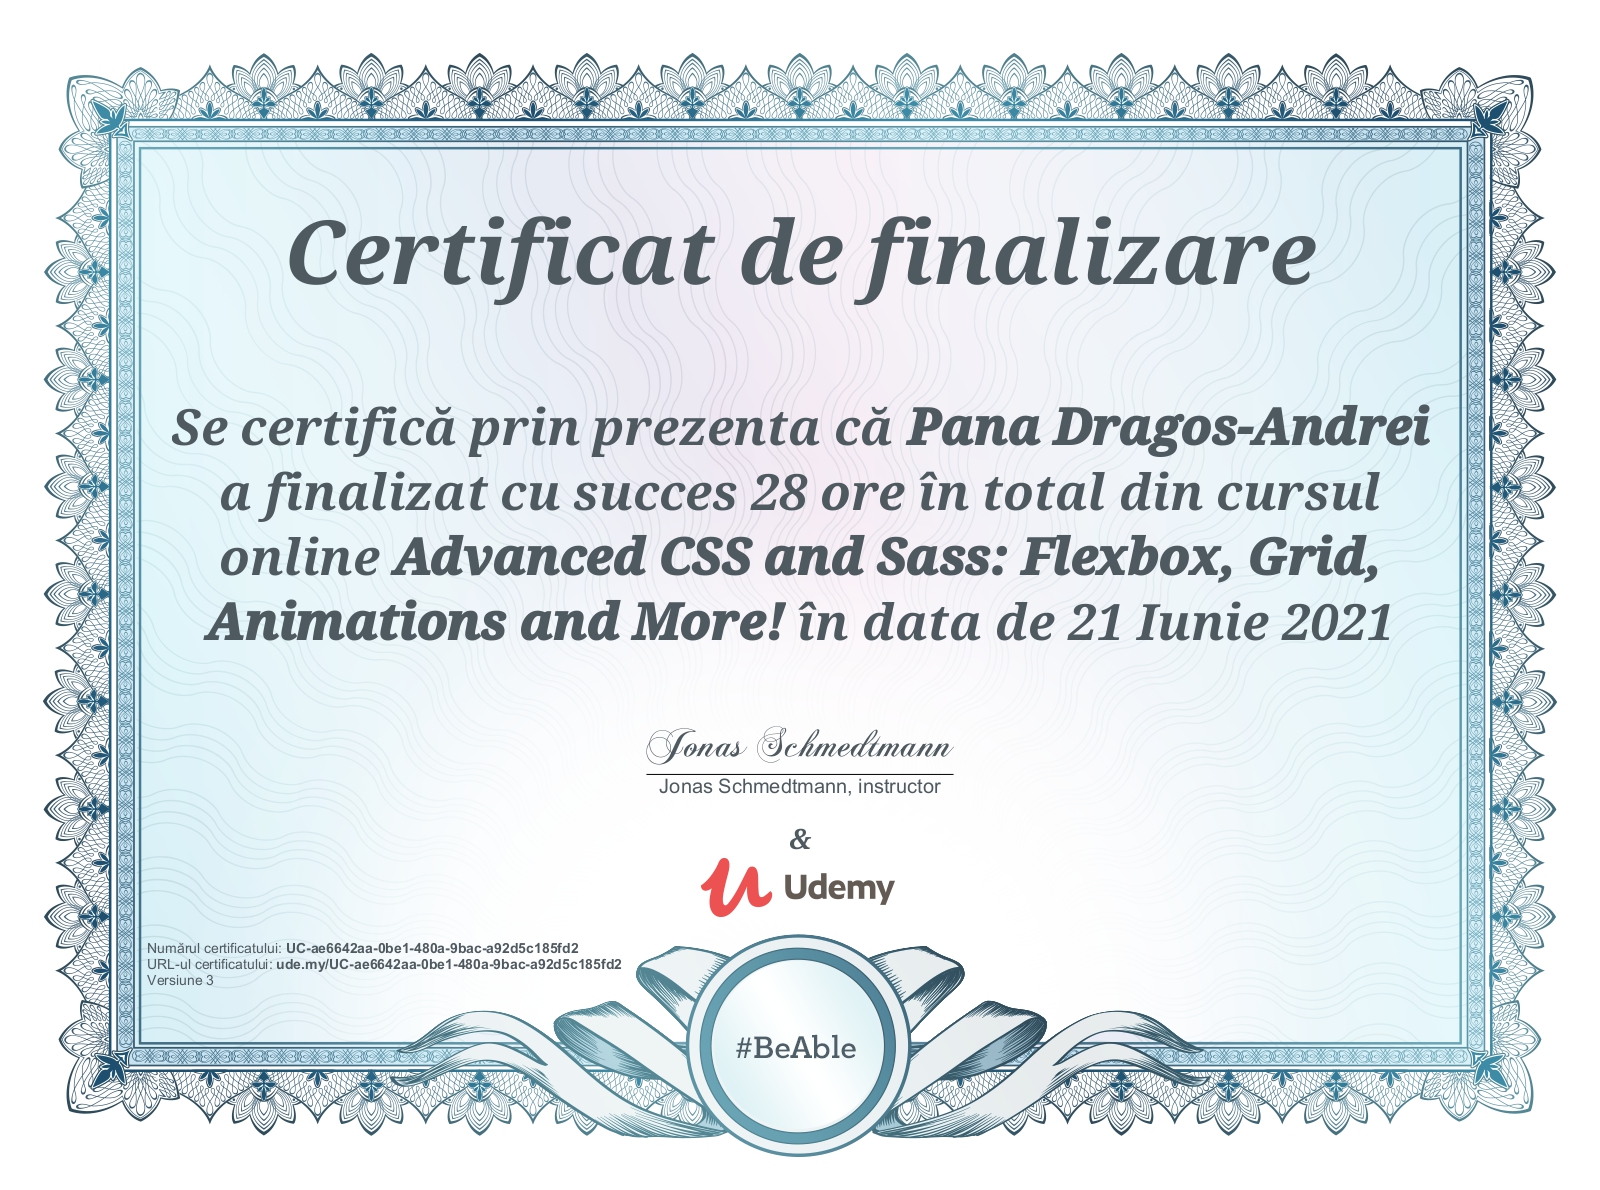 Certificat de finalizare
Se certifică prin prezenta că Pana Dragos-Andrei
a finalizat cu succes 28 ore în total din cursul
online Advanced CSS and Sass: Flexbox, Grid,
Animations and More! în data de 21 Iunie 2021
Jonas Schmedtmann
Jonas Schmedtmann, instructor
&
Udemy
Numărul certificatului: UC-ae6642aa-0be1-480a-9bac-a92d5c185fd2
URL-ul certificatului: ude.my/UC-ae6642aa-0be1-480a-9bac-a92d5c185fd2
Versiune 3
#BeAble